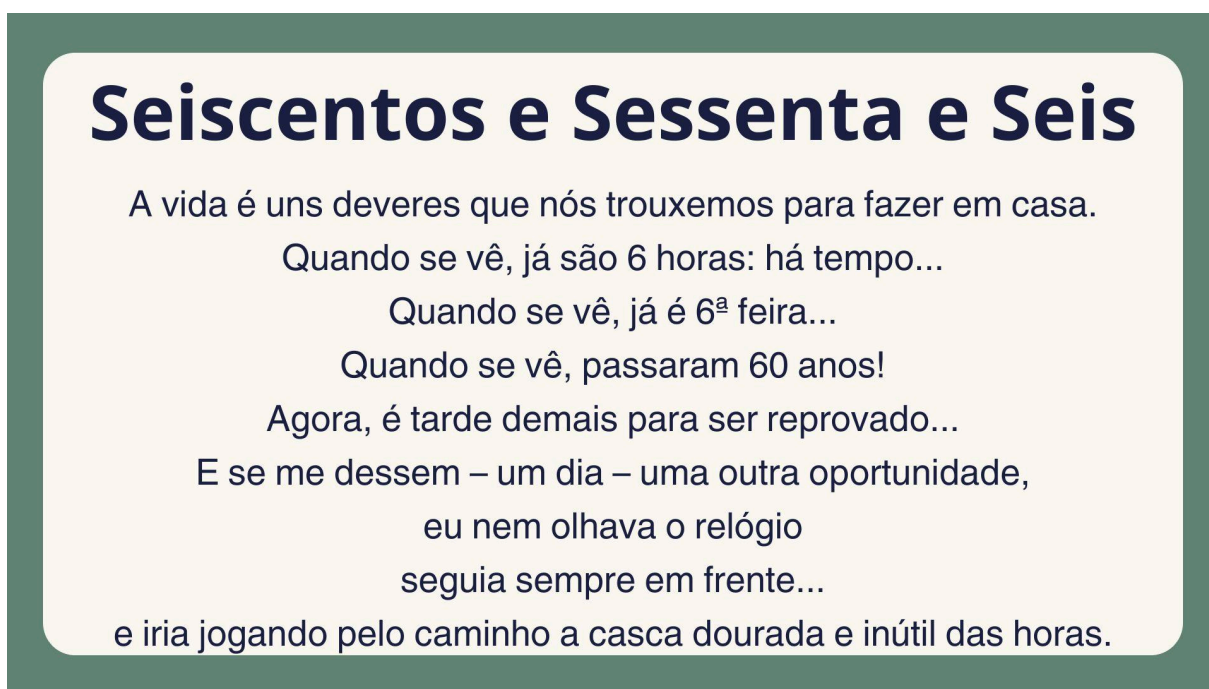 Seiscentos e Sessenta e Seis
A vida é uns deveres que nós trouxemos para fazer em casa.
Quando se vê, já são 6 horas: há tempo...
Quando se vê, já é 6ª feira...
Quando se vê, passaram 60 anos!
Agora, é tarde demais para ser reprovado...
E se me dessem – um dia – uma outra oportunidade,
eu nem olhava o relógio
seguia sempre em frente...
e iria jogando pelo caminho a casca dourada e inútil das horas.